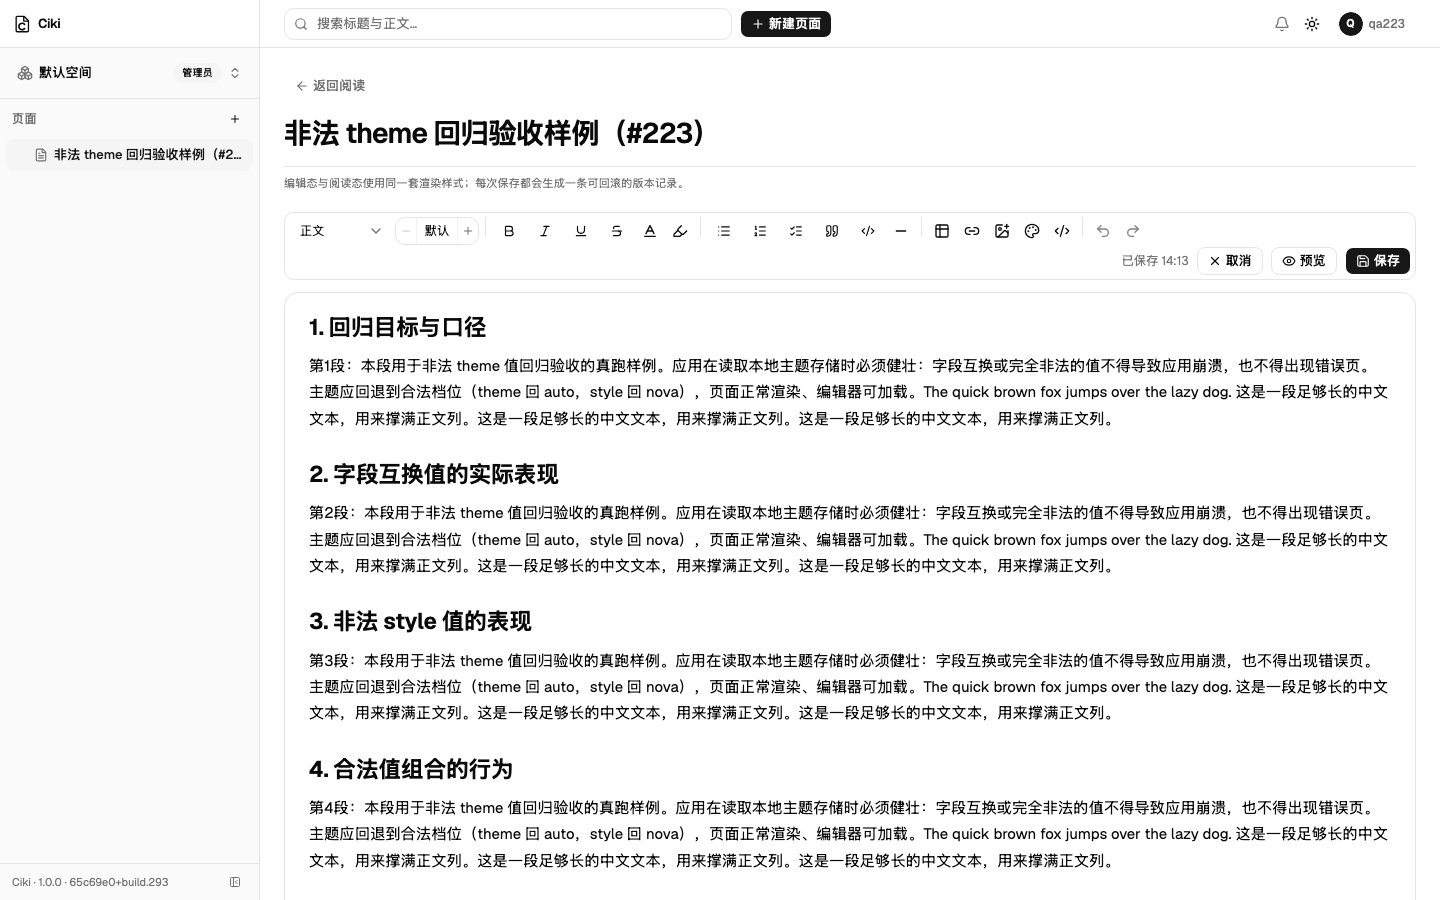 Ciki
搜索标题与正文...
新建页面
Q
qa223
默认空间
管理员
页面
非法 theme 回归验收样例（#2...
返回阅读
非法 theme 回归验收样例（#223）
编辑态与阅读态使用同一套渲染样式；每次保存都会生成一条可回滚的版本记录。
正文
默认
已保存 14:13
取消
预览
保存
1. 回归目标与口径
第1段：本段用于非法 theme 值回归验收的真跑样例。应用在读取本地主题存储时必须健壮：字段互换或完全非法的值不得导致应用崩溃，也不得出现错误页。
主题应回退到合法档位（theme 回 auto，style 回 nova），页面正常渲染、编辑器可加载。The quick brown fox jumps over the lazy dog. 这是一段足够长的中文
文本，用来撑满正文列。这是一段足够长的中文文本，用来撑满正文列。这是一段足够长的中文文本，用来撑满正文列。
2. 字段互换值的实际表现
第2段：本段用于非法 theme 值回归验收的真跑样例。应用在读取本地主题存储时必须健壮：字段互换或完全非法的值不得导致应用崩溃，也不得出现错误页。
主题应回退到合法档位（theme 回 auto，style 回 nova），页面正常渲染、编辑器可加载。The quick brown fox jumps over the lazy dog. 这是一段足够长的中文
文本，用来撑满正文列。这是一段足够长的中文文本，用来撑满正文列。这是一段足够长的中文文本，用来撑满正文列。
3. 非法 style 值的表现
第3段：本段用于非法 theme 值回归验收的真跑样例。应用在读取本地主题存储时必须健壮：字段互换或完全非法的值不得导致应用崩溃，也不得出现错误页。
主题应回退到合法档位（theme 回 auto，style 回 nova），页面正常渲染、编辑器可加载。The quick brown fox jumps over the lazy dog. 这是一段足够长的中文
文本，用来撑满正文列。这是一段足够长的中文文本，用来撑满正文列。这是一段足够长的中文文本，用来撑满正文列。
4. 合法值组合的行为
第4段：本段用于非法 theme 值回归验收的真跑样例。应用在读取本地主题存储时必须健壮：字段互换或完全非法的值不得导致应用崩溃，也不得出现错误页。
主题应回退到合法档位（theme 回 auto，style 回 nova），页面正常渲染、编辑器可加载。The quick brown fox jumps over the lazy dog. 这是一段足够长的中文
文本，用来撑满正文列。这是一段足够长的中文文本，用来撑满正文列。这是一段足够长的中文文本，用来撑满正文列。
Ciki · 1.0.0 · 65c69e0+build.293